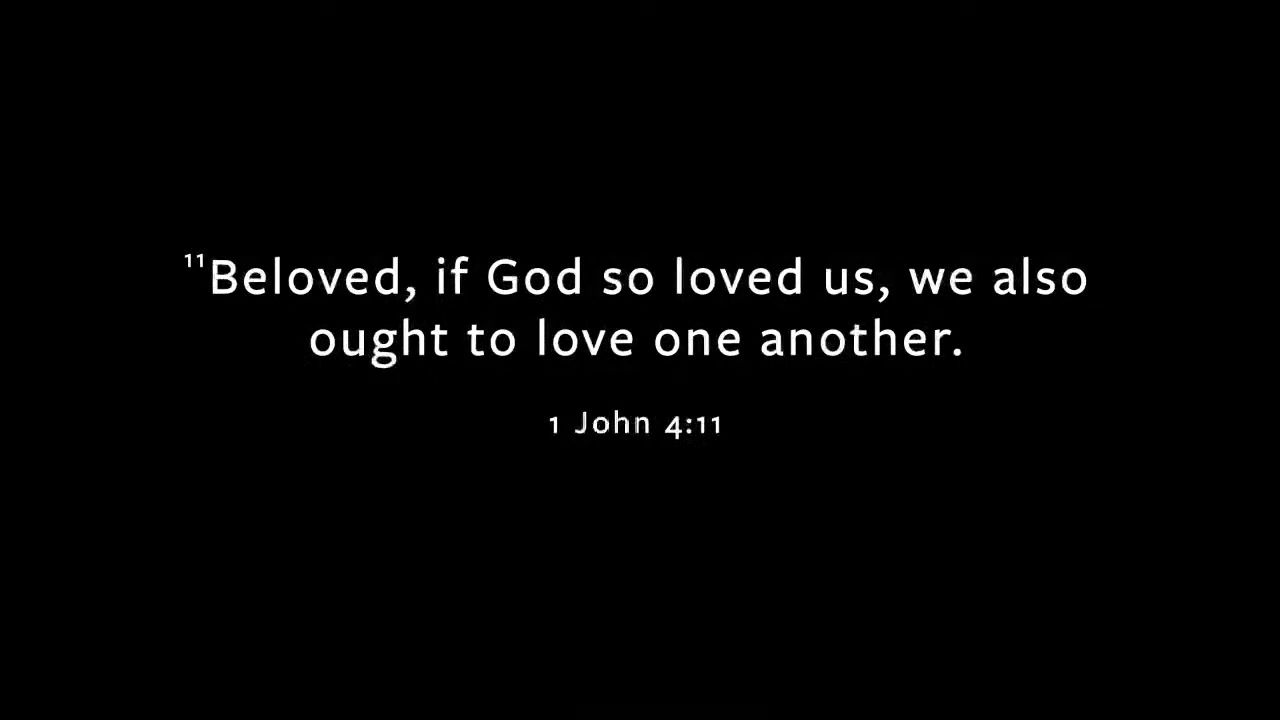 ¹¹Beloved, if God so loved us, we also
ought to love one another.
1 John 4:11